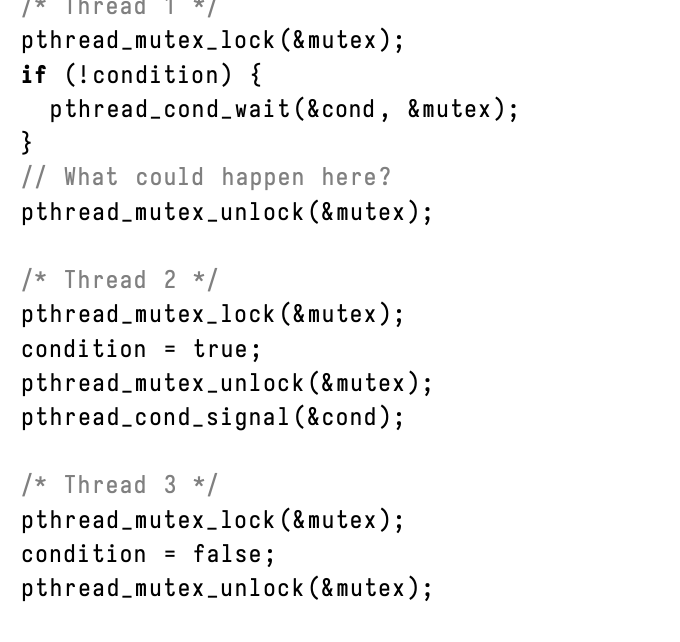 /* Thread 1 */
pthread_mutex_lock(&mutex);
if (!condition) {
  pthread_cond_wait(&cond, &mutex);
}
// What could happen here?
pthread_mutex_unlock(&mutex);

/* Thread 2 */
pthread_mutex_lock(&mutex);
condition = true;
pthread_mutex_unlock(&mutex);
pthread_cond_signal(&cond);

/* Thread 3 */
pthread_mutex_lock(&mutex);
condition = false;
pthread_mutex_unlock(&mutex);